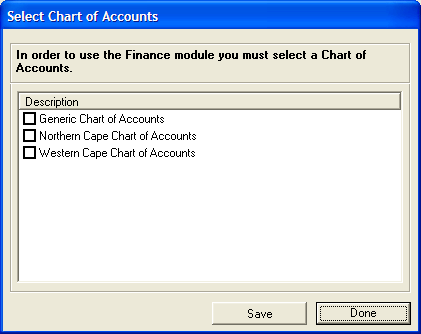 Select Chart of Accounts
In order to use the Finance module you must select a Chart of
Accounts.
Description
Generic Chart of Accounts
Northern Cape Chart of Accounts
Western Cape Chart of Accounts
Save
Done